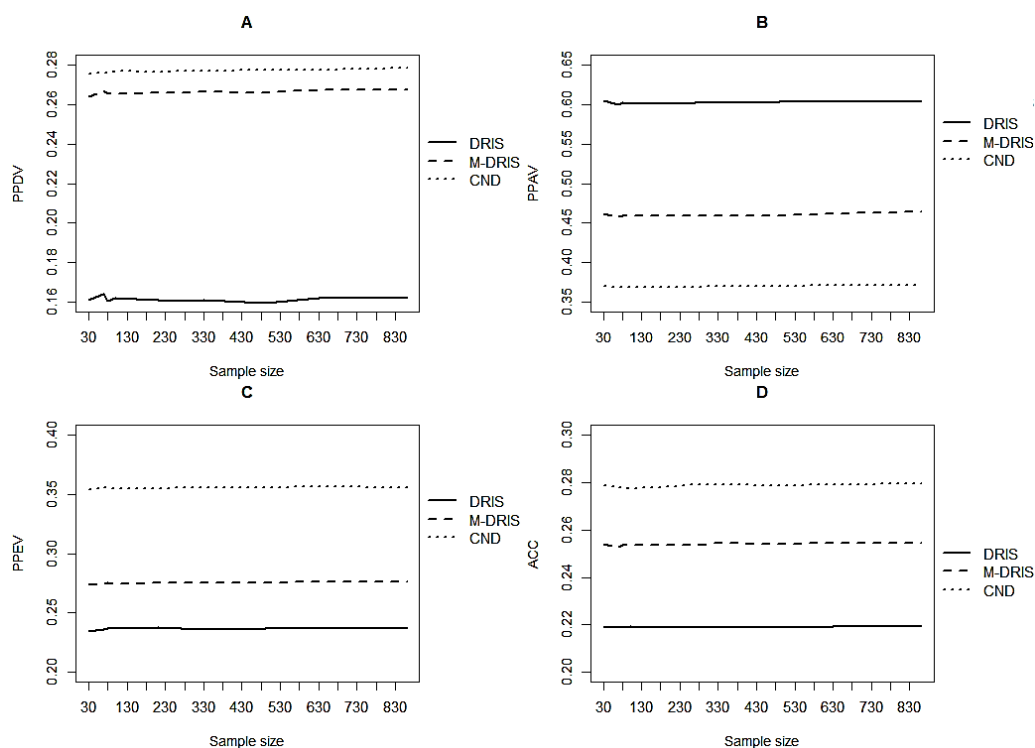 A
PPDV
0.28
0.26
0.24
0.22
0.20
0.18
0.16
30 130 230 330 430 530 630 730 830
Sample size
DRIS
M-DRIS
CND
B
PPAV
0.65
0.60
0.55
0.50
0.45
0.40
0.35
30 130 230 330 430 530 630 730 830
Sample size
DRIS
M-DRIS
CND
C
PPEV
0.40
0.35
0.30
0.25
0.20
30 130 230 330 430 530 630 730 830
Sample size
DRIS
M-DRIS
CND
D
ACC
0.30
0.28
0.26
0.24
0.22
0.20
30 130 230 330 430 530 630 730 830
Sample size
DRIS
M-DRIS
CND